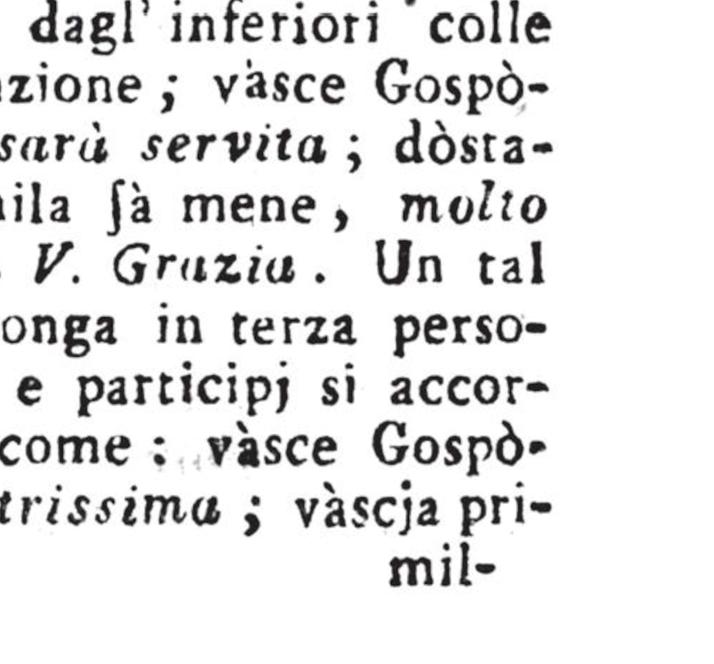 dagl' inferiori colle
zione ; vàsce Gospò-
sarà servita ; dòsta-
ila ſà mene, molto
V. Grazia. Un tal
onga in terza perso-
e participj si accor-
come : vàsce Gospò-
trissima ; vàscja pri-
mil-